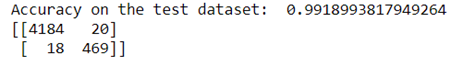 Accuracy on the test dataset:  0.9918993817949264
[[4184   20]
 [  18  469]]